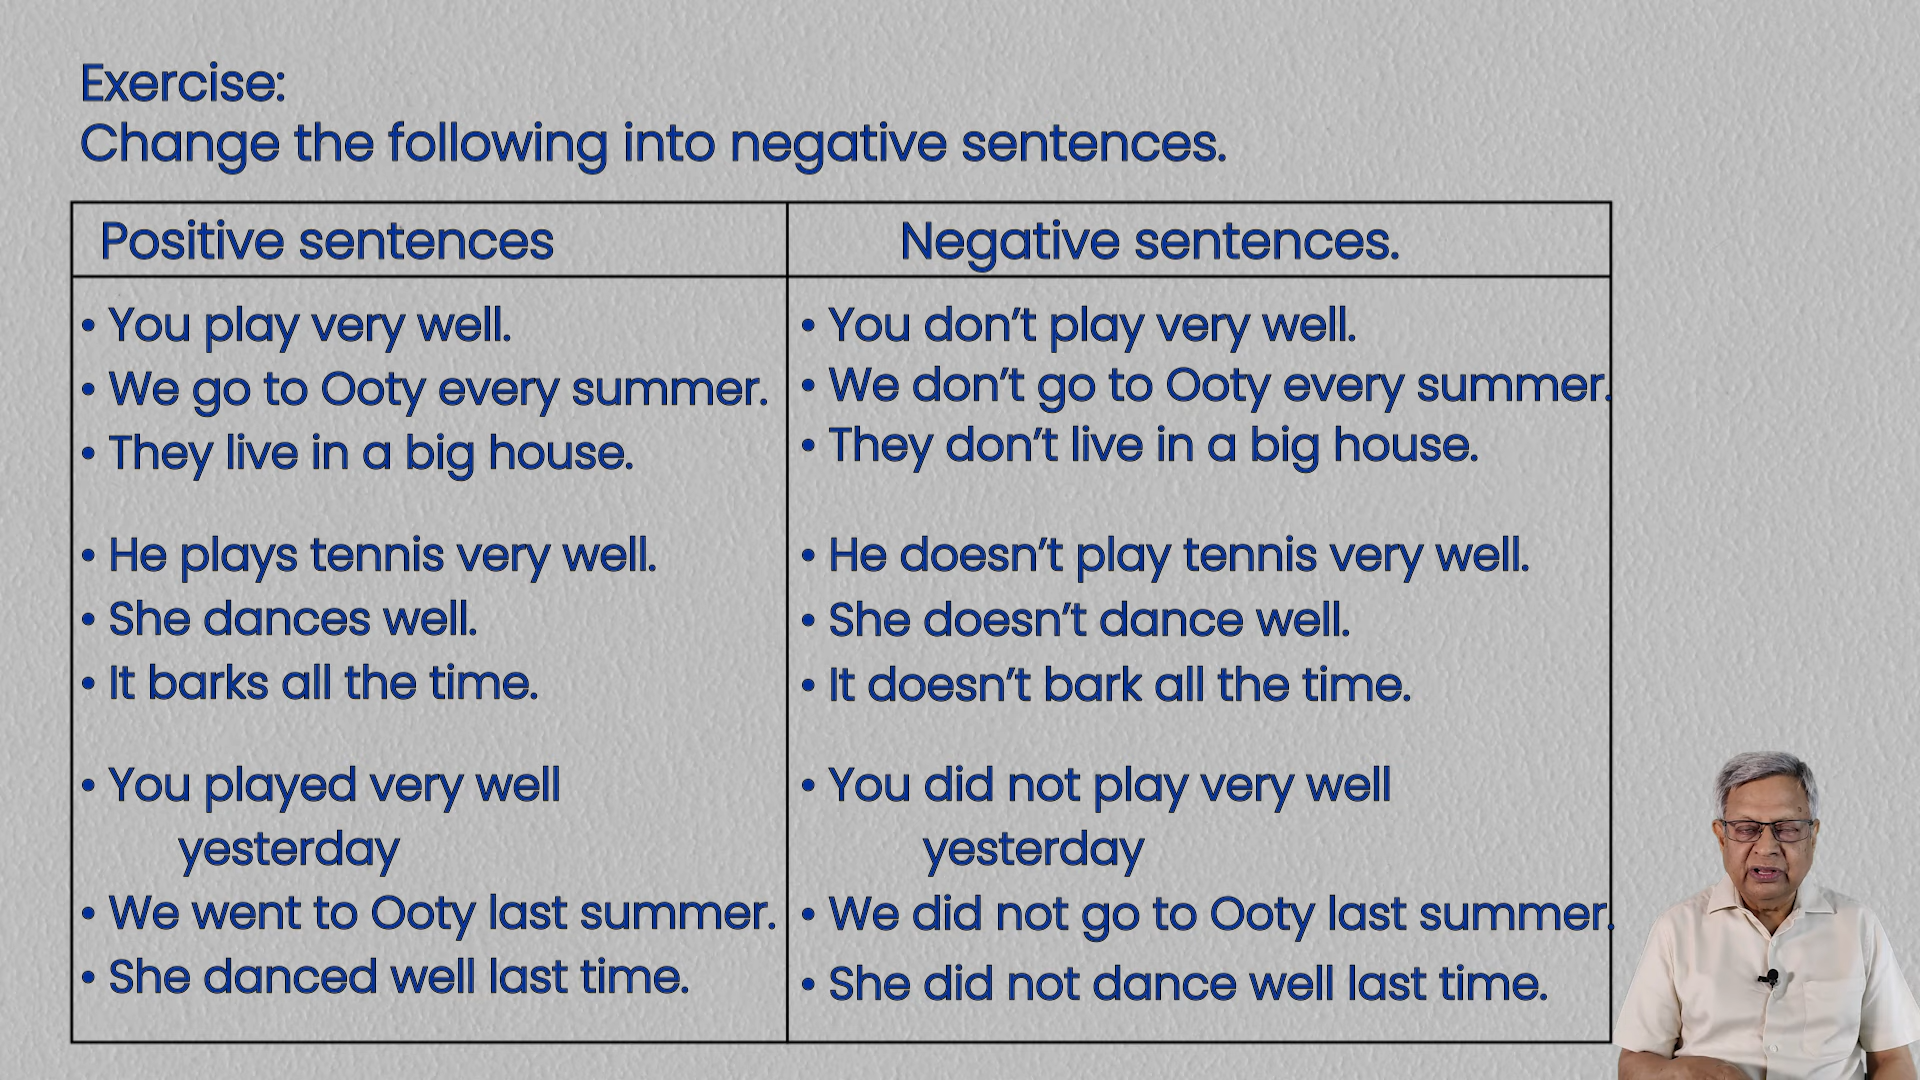 Exercise:
Change the following into negative sentences.
Positive sentences
• You play very well.
• We go to Ooty every summer.
• They live in a big house.
• He plays tennis very well.
• She dances well.
• It barks all the time.
• You played very well
yesterday
• We went to Ooty last summer.
• She danced well last time.
Negative sentences.
• You don’t play very well.
• We don’t go to Ooty every summer.
• They don’t live in a big house.
• He doesn’t play tennis very well.
• She doesn’t dance well.
• It doesn’t bark all the time.
• You did not play very well
yesterday
• We did not go to Ooty last summer.
• She did not dance well last time.